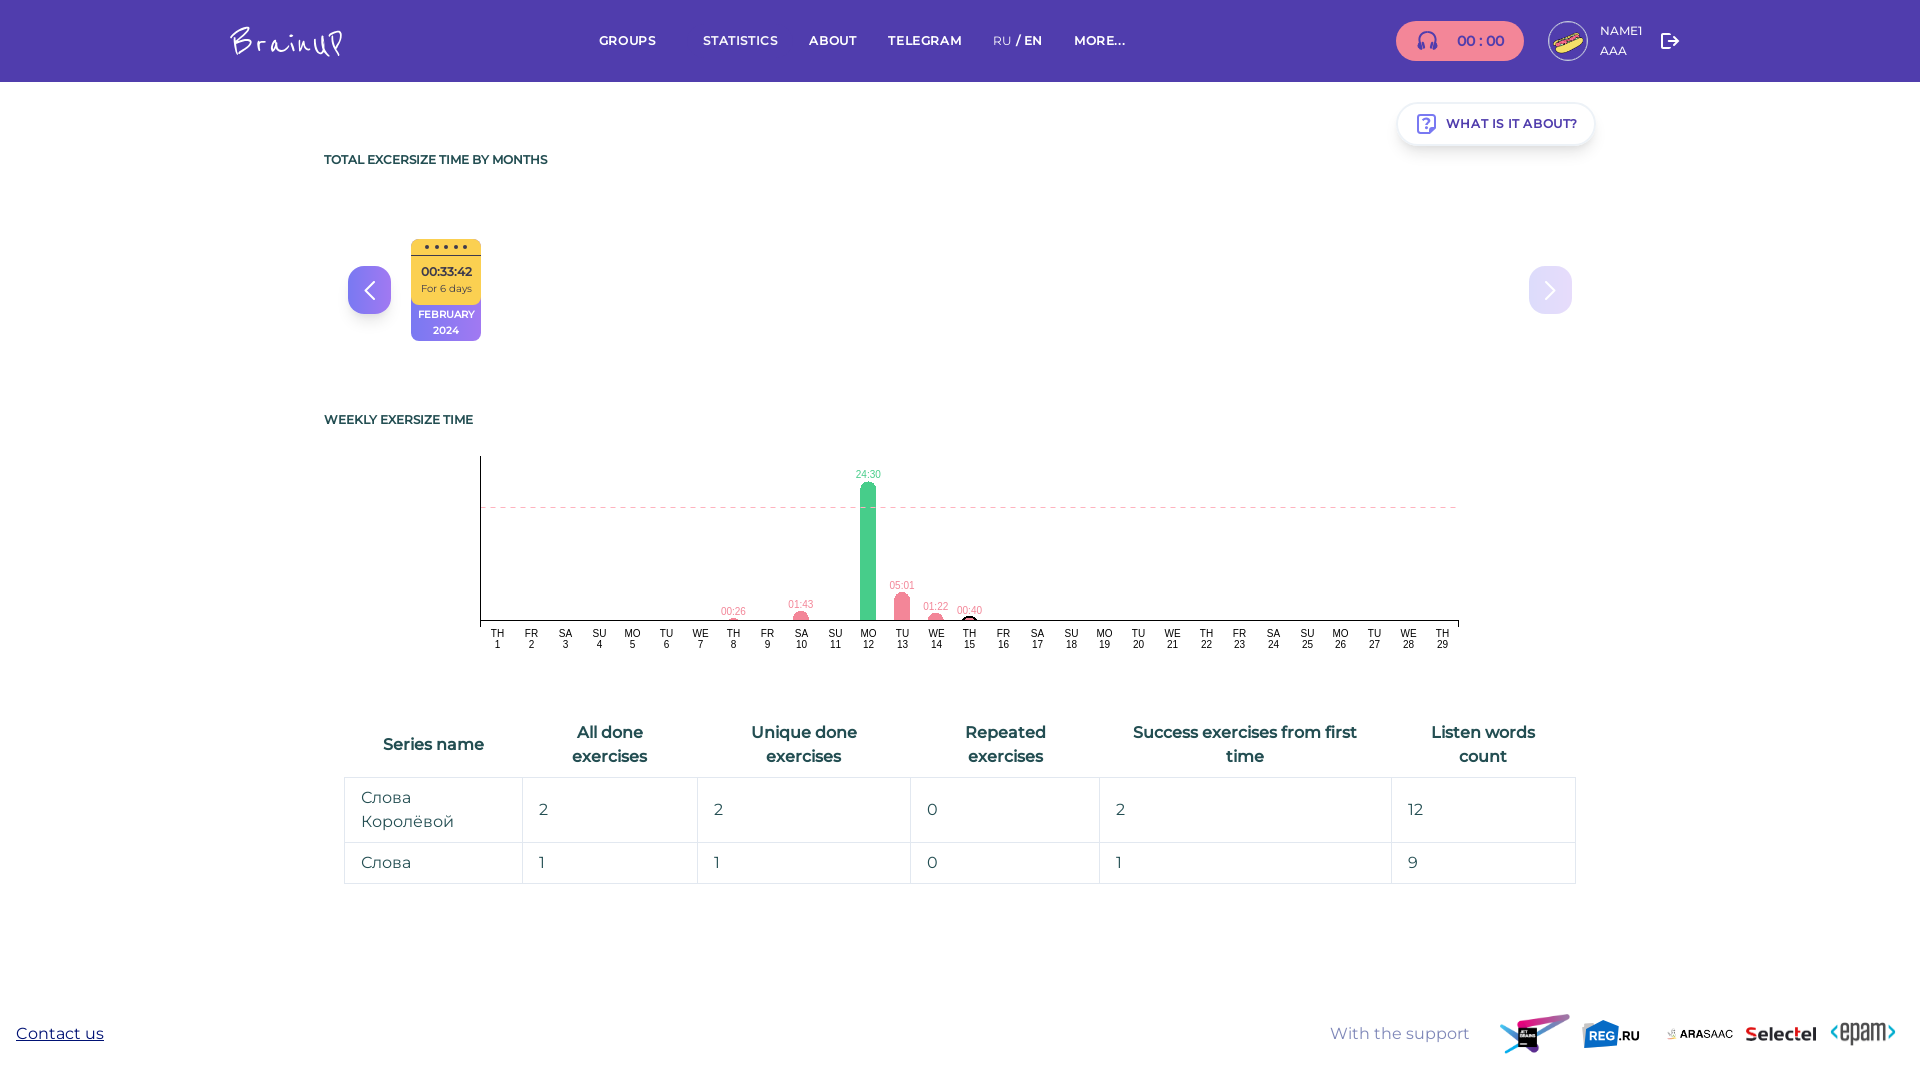 BrainUP
GROUPS STATISTICS ABOUT TELEGRAM RU / EN MORE...
00 : 00
NAME1
AAA
WHAT IS IT ABOUT?
TOTAL EXCERSIZE TIME BY MONTHS
00:33:42
For 6 days
FEBRUARY
2024
WEEKLY EXERSIZE TIME
24:30
05:01
00:26 01:43 01:22 00:40
TH FR SA SU MO TU WE TH FR SA SU MO TU WE TH FR SA SU MO TU WE TH FR SA SU MO TU WE TH
1 2 3 4 5 6 7 8 9 10 11 12 13 14 15 16 17 18 19 20 21 22 23 24 25 26 27 28 29
Series name
All done
exercises
Unique done
exercises
Repeated
exercises
Success exercises from first
time
Listen words
count
Слова
Королёвой
2 2 0 2 12
Слова 1 1 0 1 9
Contact us
With the support
JET
BRAINS
REG.RU
ARASAAC
Selectel
<epam>